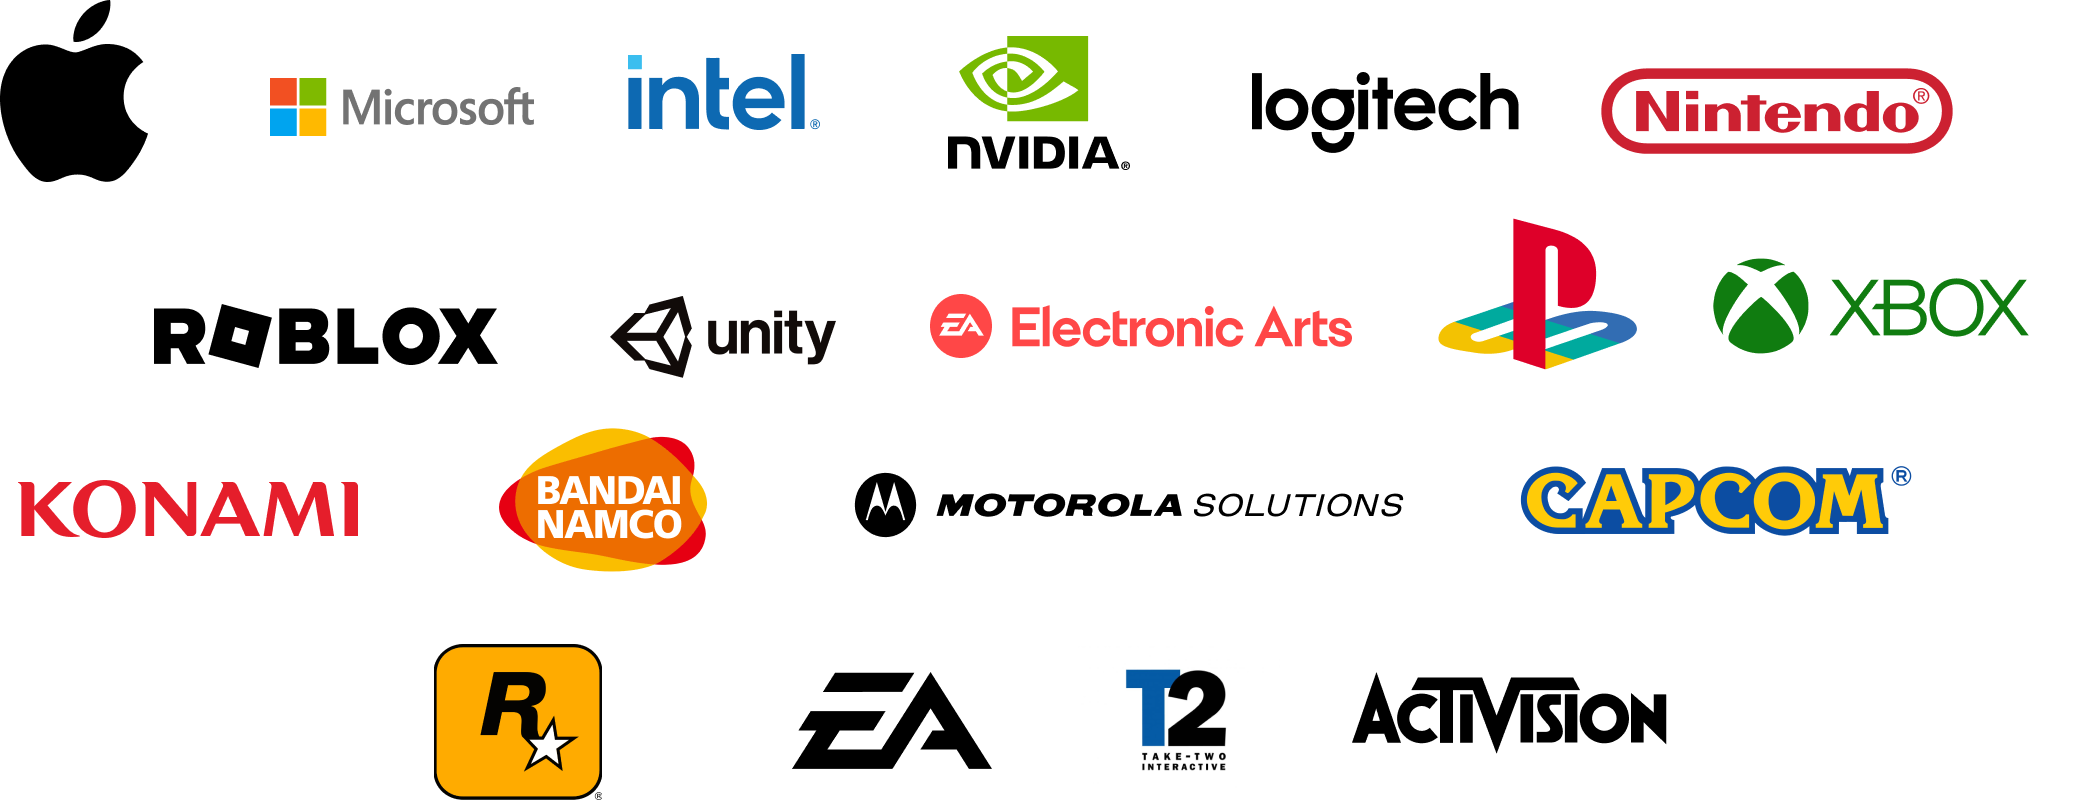 Microsoft
intel®
nVIDIA®
logitech
Nintendo®
ROBLOX
unity
EA Electronic Arts
P
XBOX
KONAMI
BANDAI
NAMCO
M MOTOROLA SOLUTIONS
CAPCOM®
R
®
EA
T2
TAKE-TWO
INTERACTIVE
ACTIVISION